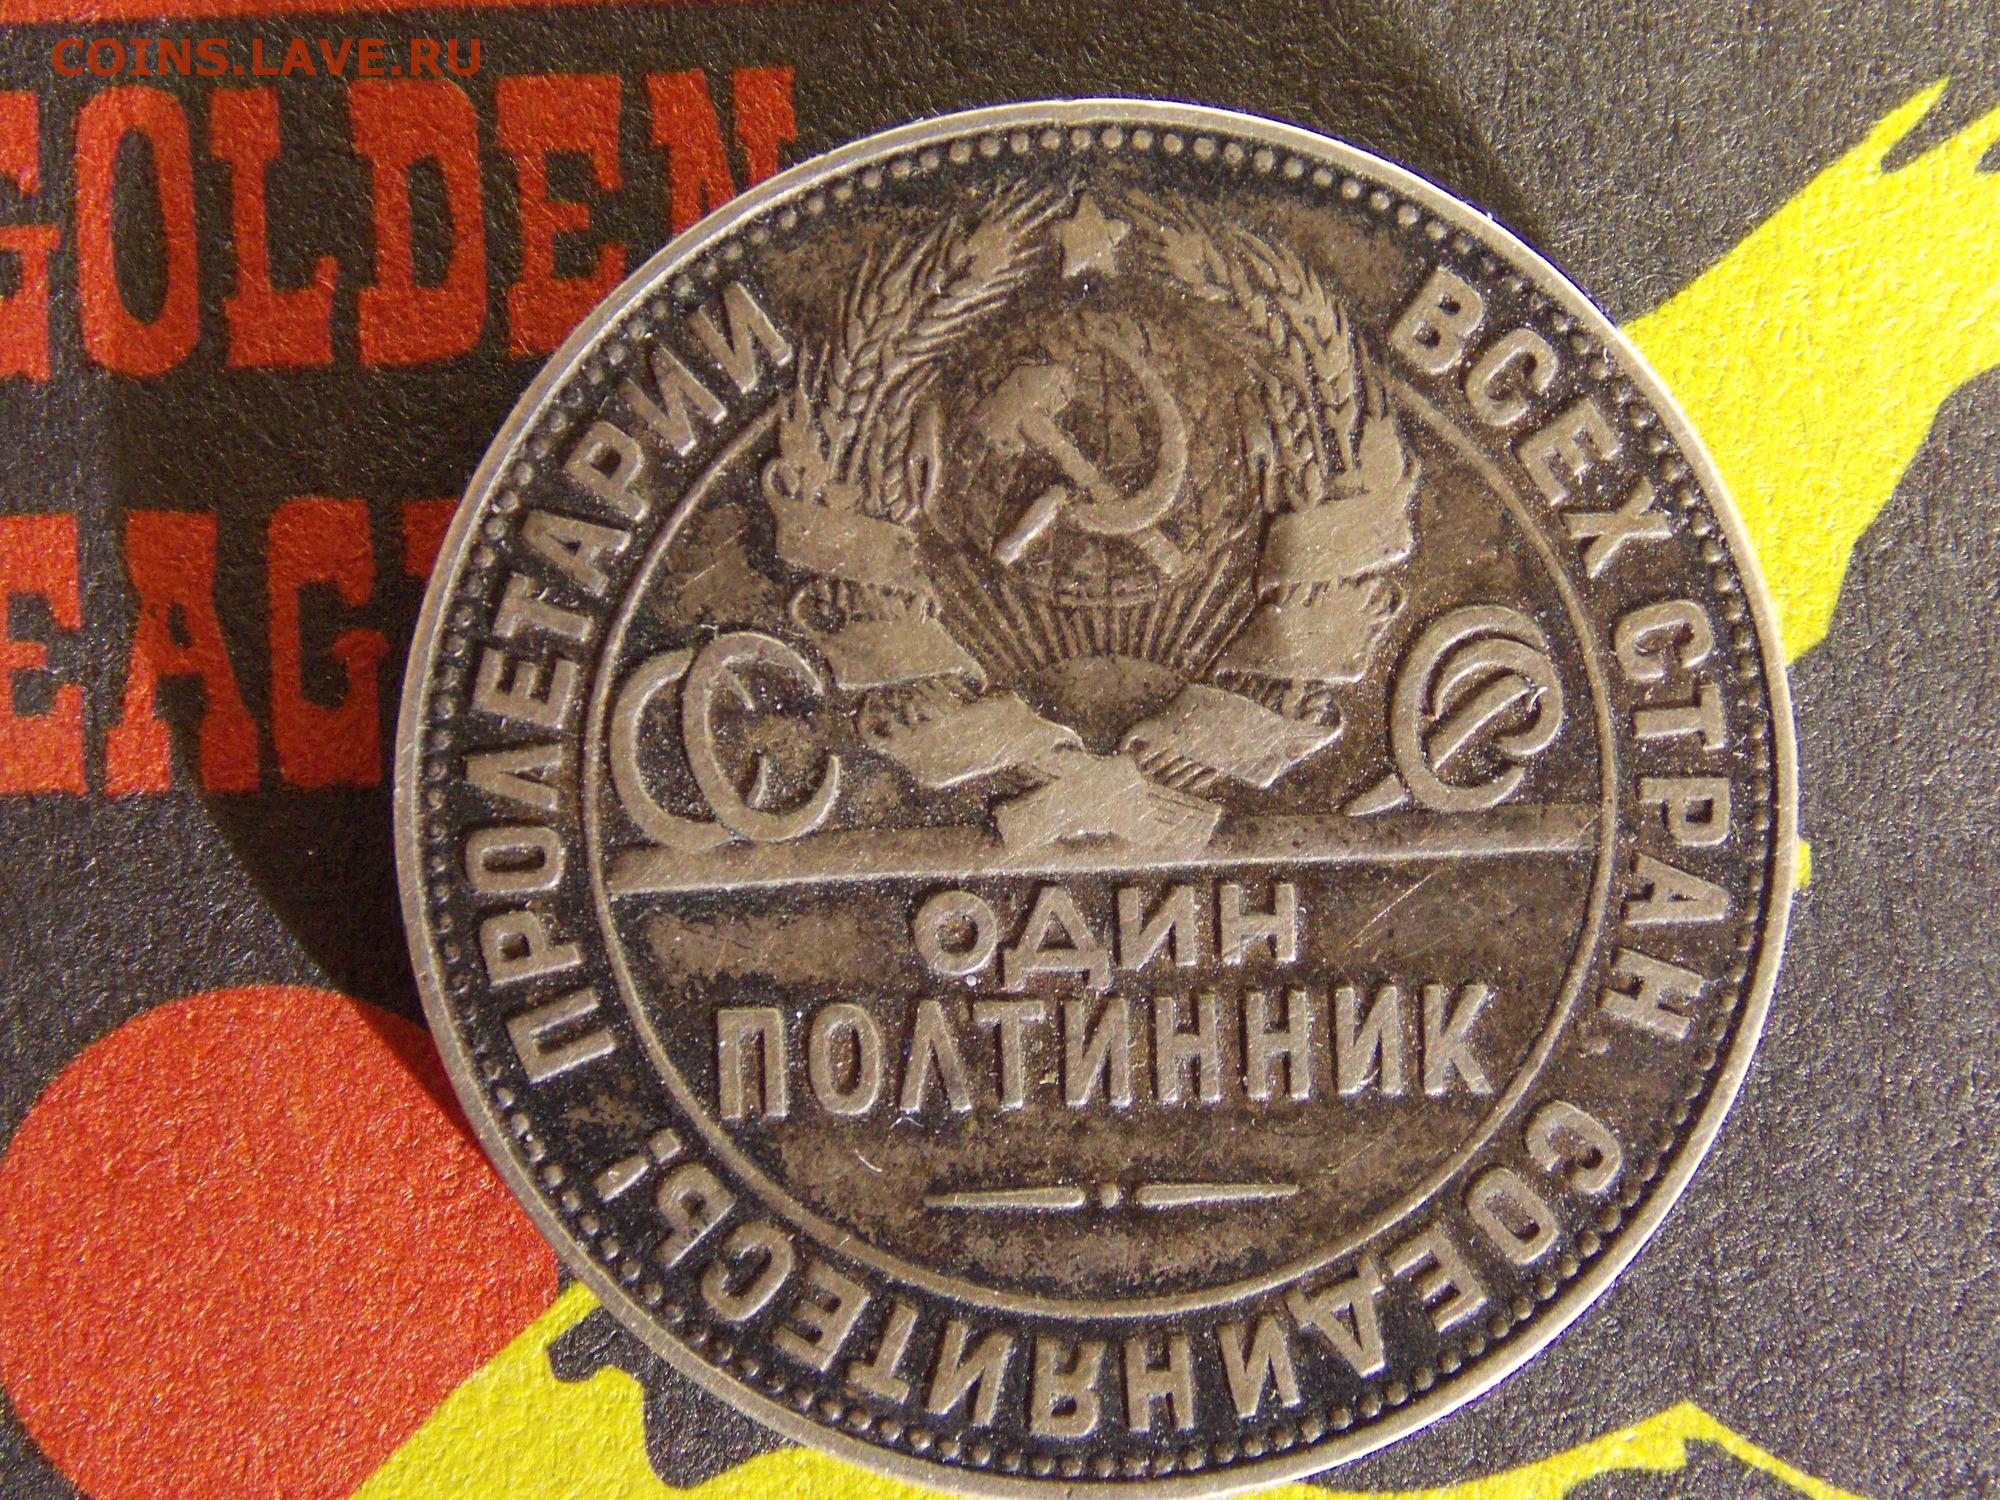 COINS.LAVE.RU
GOLDEN
EAG
ПРОЛЕТАРИИ ВСЕХ СТРАН, СОЕДИНЯЙТЕСЬ!
СССР
ОДИН
ПОЛТИННИК